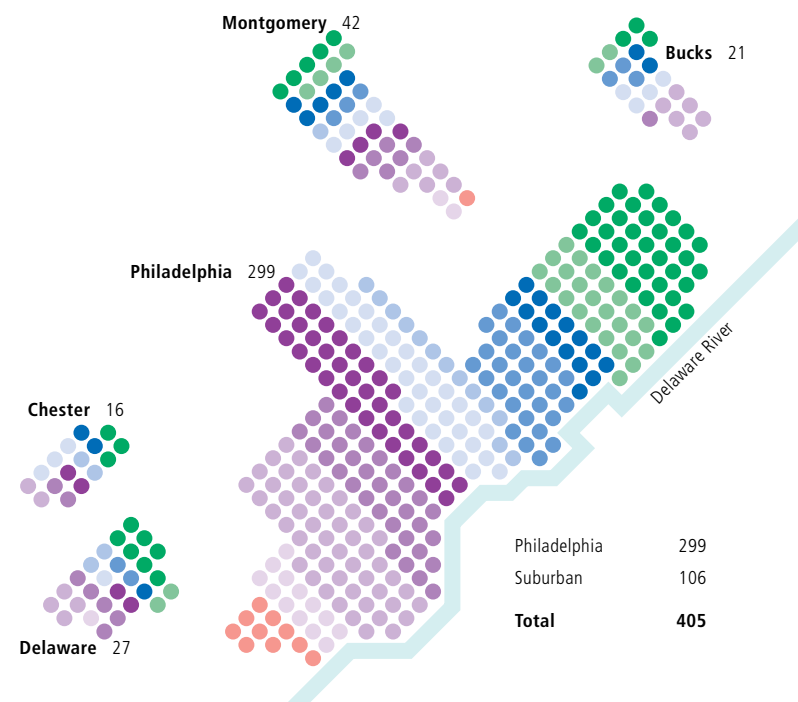 Montgomery 42
Bucks 21
Philadelphia 299
Delaware River
Chester 16
Delaware 27
Philadelphia 299
Suburban 106
Total 405